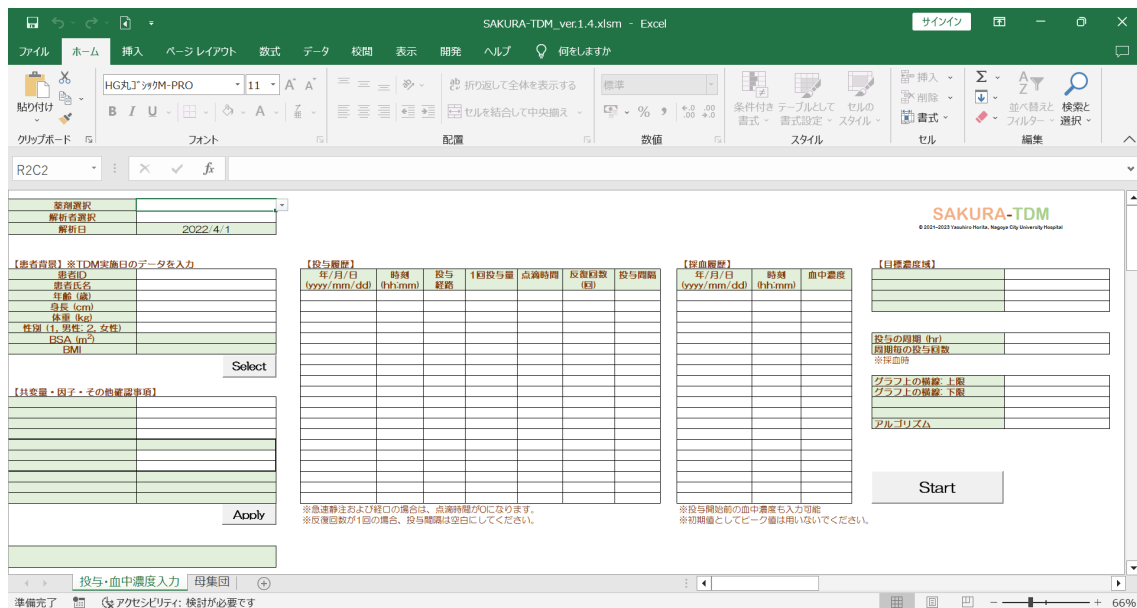 SAKURA-TDM_ver.1.4.xlsm - Excel
サインイン
ファイル ホーム 挿入 ページ レイアウト 数式 データ 校閲 表示 開発 ヘルプ 何をしますか
貼り付け
HG丸ゴシックM-PRO 11
B I U
折り返して全体を表示する
セルを結合して中央揃え
標準
条件付き書式
テーブルとして書式設定
セルのスタイル
挿入
削除
書式
並べ替えと フィルター
検索と 選択
クリップボード フォント 配置 数値 スタイル セル 編集
R2C2 fx
薬剤選択
解析者選択
解析日 2022/4/1
SAKURA-TDM
© 2021-2023 Yasuhiro Horita, Nagoya City University Hospital
【患者背景】※TDM実施日のデータを入力
患者ID
患者氏名
年齢 (歳)
身長 (cm)
体重 (kg)
性別 (1, 男性; 2, 女性)
BSA (m2)
BMI
Select
【共変量・因子・その他確認事項】
Apply
【投与履歴】
年/月/日 (yyyy/mm/dd) 時刻 (hh:mm) 投与経路 1回投与量 点滴時間 反復回数 (回) 投与間隔
※急速静注および経口の場合は、点滴時間が0になります。
※反復回数が1回の場合、投与間隔は空白にしてください。
【採血履歴】
年/月/日 (yyyy/mm/dd) 時刻 (hh:mm) 血中濃度
※投与開始前の血中濃度も入力可能
※初期値としてピーク値は用いないでください。
【目標濃度域】
投与の周期 (hr)
周期毎の投与回数
※採血時
グラフ上の横線: 上限
グラフ上の横線: 下限
アルゴリズム
Start
投与・血中濃度入力 母集団
準備完了 アクセシビリティ: 検討が必要です 66%